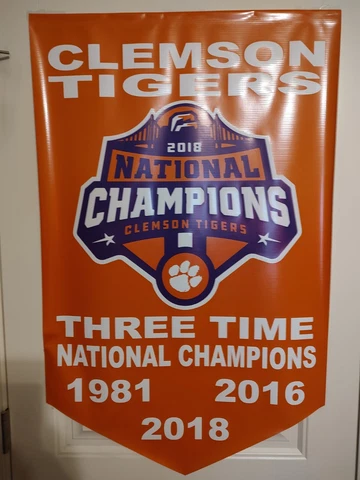 CLEMSON
TIGERS
2018
NATIONAL
CHAMPIONS
CLEMSON TIGERS
THREE TIME
NATIONAL CHAMPIONS
1981 2016
2018